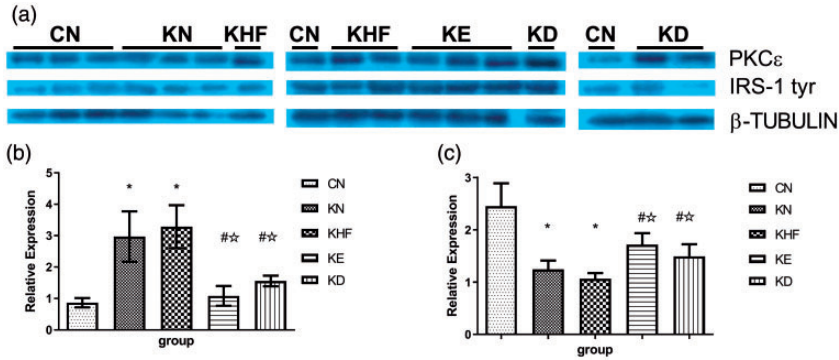 (a)
CN KN KHF CN KHF KE KD CN KD
PKCε
IRS-1 tyr
β-TUBULIN
(b)
Relative Expression
5
4
3
2
1
0
* * #☆ #☆
group
CN
KN
KHF
KE
KD
(c)
Relative Expression
3
2
1
0
* * #☆ #☆
group
CN
KN
KHF
KE
KD